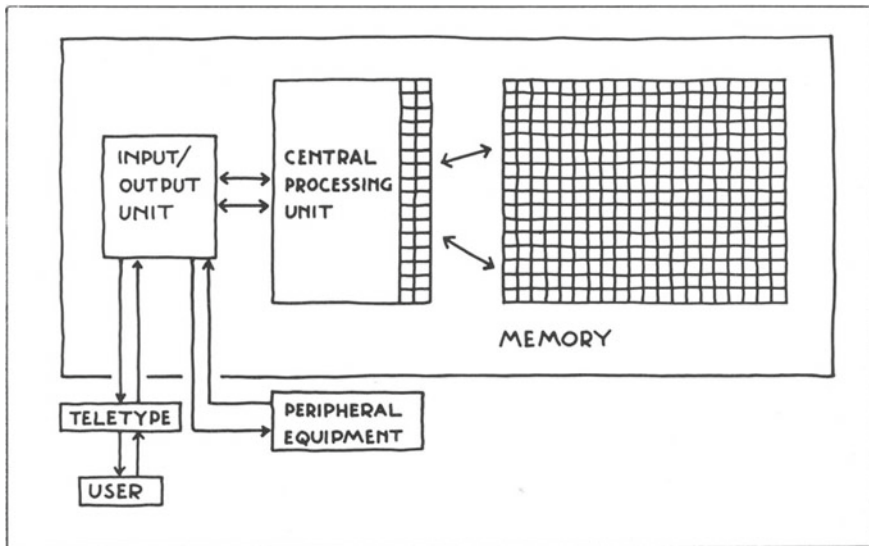 INPUT/
OUTPUT
UNIT
CENTRAL
PROCESSING
UNIT
MEMORY
TELETYPE
PERIPHERAL
EQUIPMENT
USER